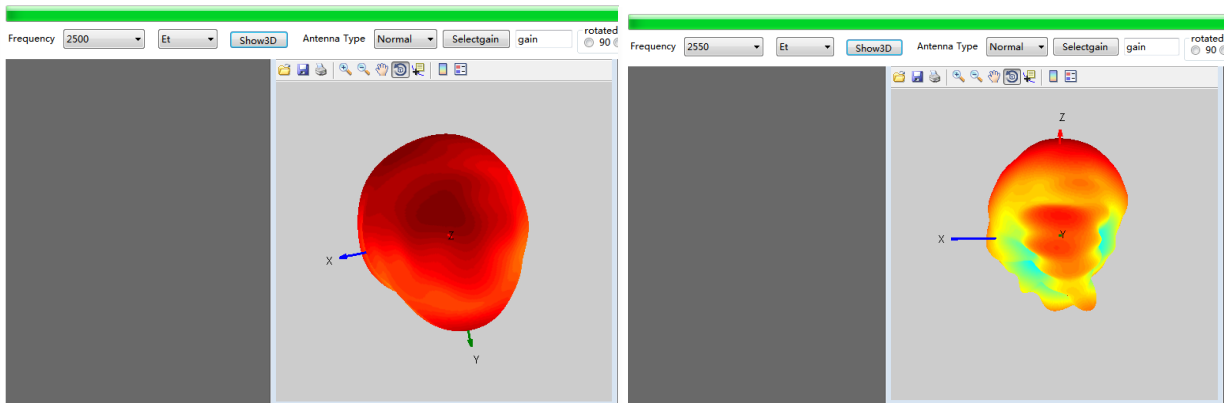 rotated
Frequency 2500 Et Show3D Antenna Type Normal Selectgain gain 90
Z
X
Y
rotated
Frequency 2550 Et Show3D Antenna Type Normal Selectgain gain 90
Z
X
Y